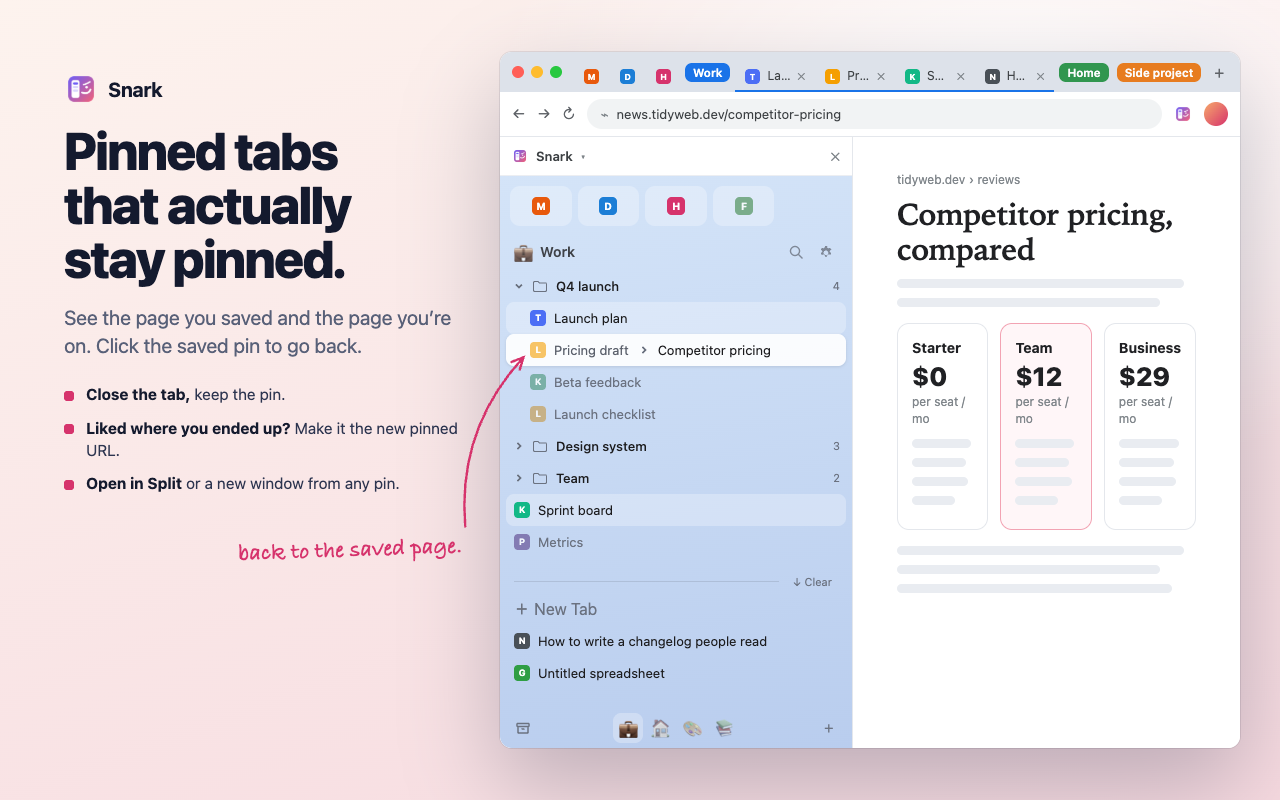 Snark
Pinned tabs
that actually
stay pinned.
See the page you saved and the page you're
on. Click the saved pin to go back.
Close the tab, keep the pin.
Liked where you ended up? Make it the new pinned
URL.
Open in Split or a new window from any pin.
back to the saved page.
M D H Work T La... L Pr... K S... N H... Home Side project
news.tidyweb.dev/competitor-pricing
Snark
M D H F
Work
Q4 launch 4
T Launch plan
L Pricing draft › Competitor pricing
K Beta feedback
L Launch checklist
Design system 3
Team 2
K Sprint board
P Metrics
↓ Clear
+ New Tab
N How to write a changelog people read
G Untitled spreadsheet
tidyweb.dev › reviews
Competitor pricing,
compared
Starter
$0
per seat /
mo
Team
$12
per seat /
mo
Business
$29
per seat /
mo